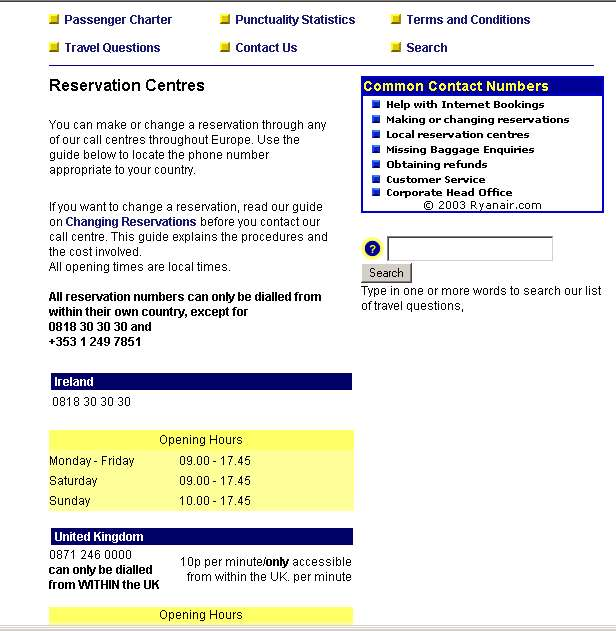 Passenger Charter
Punctuality Statistics
Terms and Conditions
Travel Questions
Contact Us
Search
Reservation Centres
You can make or change a reservation through any
of our call centres throughout Europe. Use the
guide below to locate the phone number
appropriate to your country.
If you want to change a reservation, read our guide
on Changing Reservations before you contact our
call centre. This guide explains the procedures and
the cost involved.
All opening times are local times.
All reservation numbers can only be dialled from
within their own country, except for
0818 30 30 30 and
+353 1 249 7851
Ireland
0818 30 30 30
Opening Hours
Monday - Friday 09.00 - 17.45
Saturday 09.00 - 17.45
Sunday 10.00 - 17.45
United Kingdom
0871 246 0000
can only be dialled
from WITHIN the UK
10p per minute/only accessible
from within the UK. per minute
Opening Hours
Common Contact Numbers
Help with Internet Bookings
Making or changing reservations
Local reservation centres
Missing Baggage Enquiries
Obtaining refunds
Customer Service
Corporate Head Office
© 2003 Ryanair.com
?
Search
Type in one or more words to search our list
of travel questions,